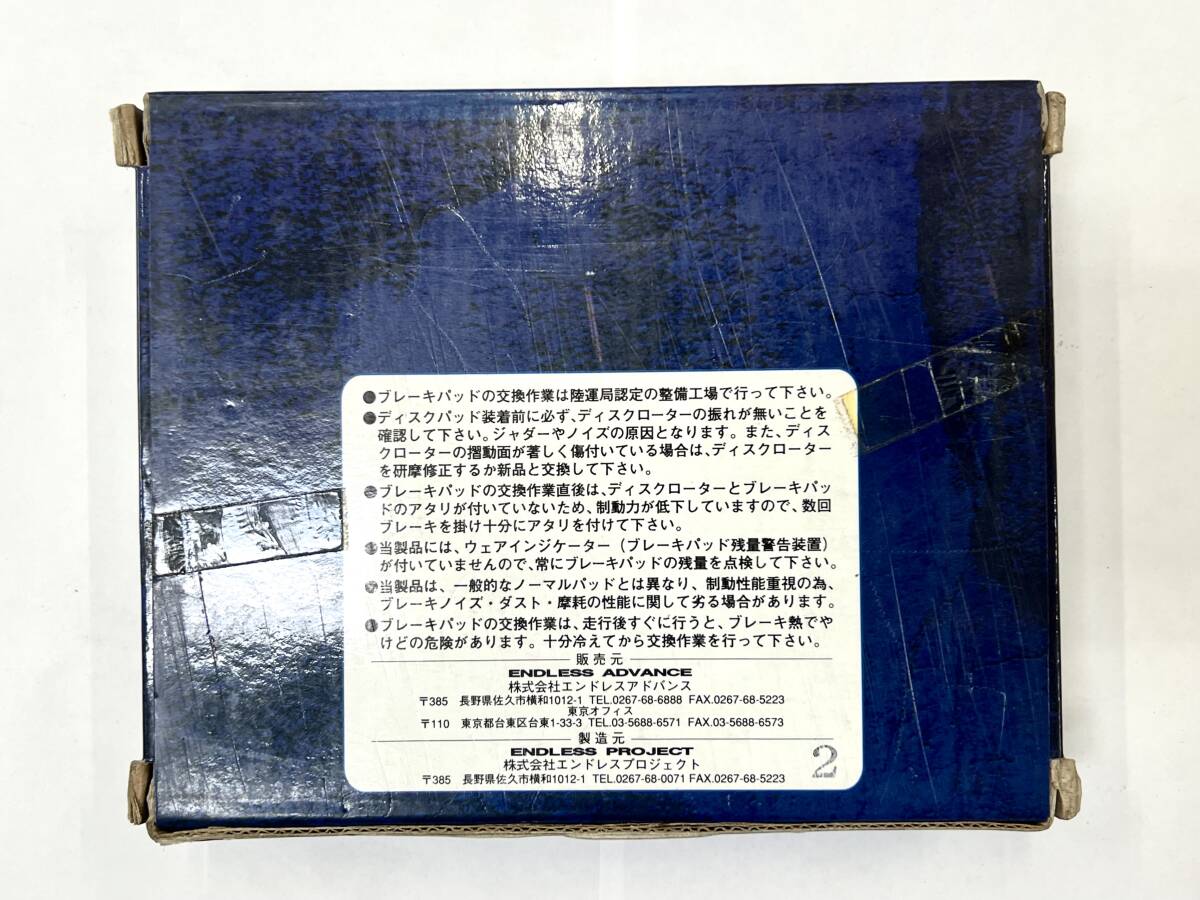 ●ブレーキパッドの交換作業は陸運局認定の整備工場で行って下さい。
●ディスクパッド装着前に必ず、ディスクローターの振れが無いことを
確認して下さい。ジャダーやノイズの原因となります。また、ディス
クローターの摺動面が著しく傷付いている場合は、ディスクローター
を研摩修正するか新品と交換して下さい。
●ブレーキパッドの交換作業直後は、ディスクローターとブレーキパッ
ドのアタリが付いていないため、制動力が低下していますので、数回
ブレーキを掛け十分にアタリを付けて下さい。
●当製品には、ウェアインジケーター（ブレーキパッド残量警告装置）
が付いていませんので、常にブレーキパッドの残量を点検して下さい。
●当製品は、一般的なノーマルパッドとは異なり、制動性能重視の為、
ブレーキノイズ・ダスト・摩耗の性能に関して劣る場合があります。
●ブレーキパッドの交換作業は、走行後すぐに行うと、ブレーキ熱でや
けどの危険があります。十分冷えてから交換作業を行って下さい。
販売元
ENDLESS ADVANCE
株式会社エンドレスアドバンス
〒385 長野県佐久市横和1012-1 TEL.0267-68-6888 FAX.0267-68-5223
東京オフィス
〒110 東京都台東区台東1-33-3 TEL.03-5688-6571 FAX.03-5688-6573
製造元
ENDLESS PROJECT
株式会社エンドレスプロジェクト
〒385 長野県佐久市横和1012-1 TEL.0267-68-0071 FAX.0267-68-5223
2